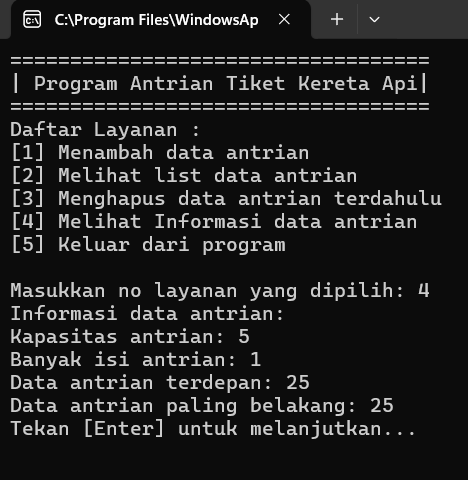 C:\Program Files\WindowsAp
===================================
| Program Antrian Tiket Kereta Api|
===================================
Daftar Layanan :
[1] Menambah data antrian
[2] Melihat list data antrian
[3] Menghapus data antrian terdahulu
[4] Melihat Informasi data antrian
[5] Keluar dari program
Masukkan no layanan yang dipilih: 4
Informasi data antrian:
Kapasitas antrian: 5
Banyak isi antrian: 1
Data antrian terdepan: 25
Data antrian paling belakang: 25
Tekan [Enter] untuk melanjutkan...